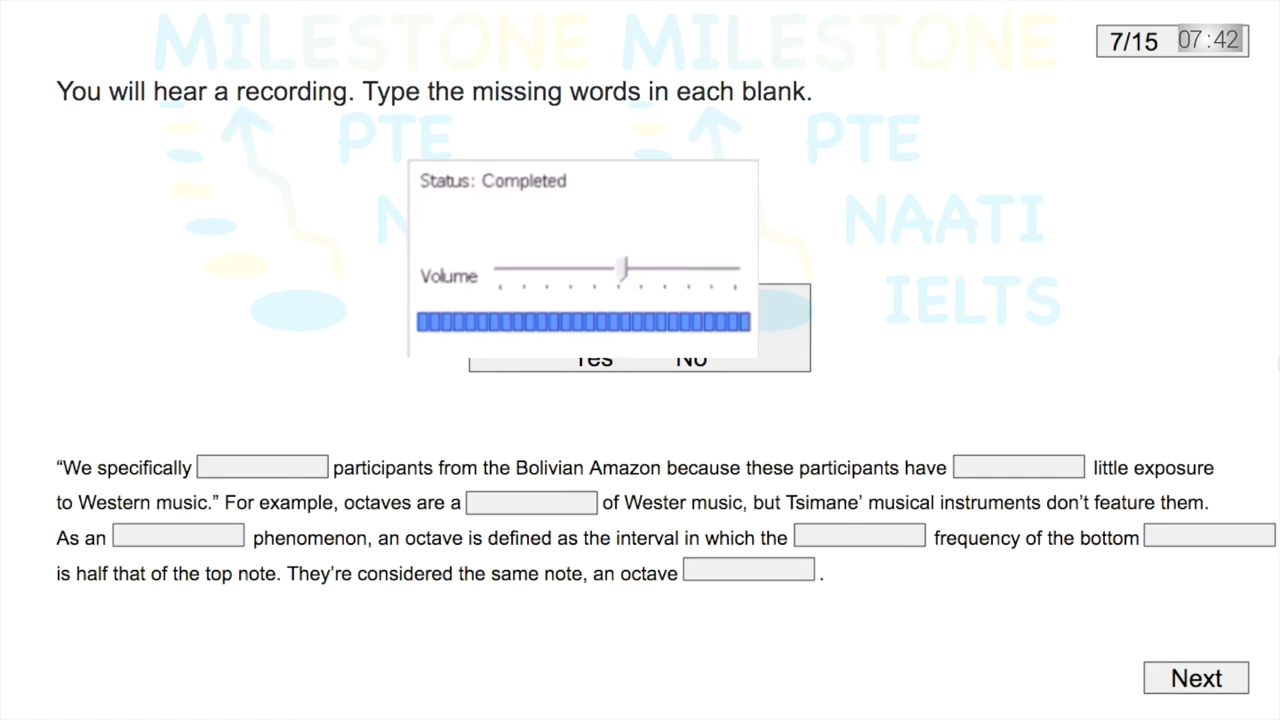 MILESTONE MILESTONE
7/15 07:42
You will hear a recording. Type the missing words in each blank.
PTE PTE
Status: Completed
N NAATI
Volume
IELTS
Yes No
“We specifically participants from the Bolivian Amazon because these participants have little exposure
to Western music.” For example, octaves are a of Wester music, but Tsimane’ musical instruments don’t feature them.
As an phenomenon, an octave is defined as the interval in which the frequency of the bottom
is half that of the top note. They’re considered the same note, an octave .
Next